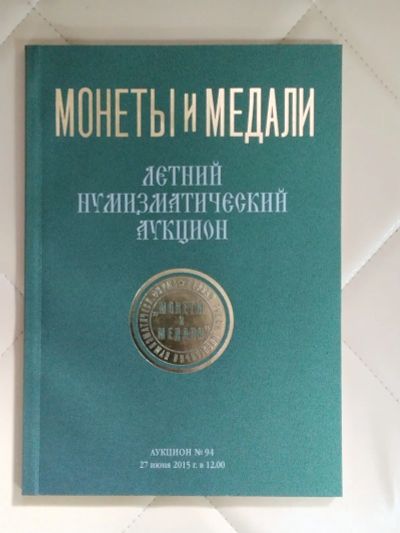 МОНЕТЫ И МЕДАЛИ
ЛЕТНИЙ
НУМИЗМАТИЧЕСКИЙ
АУКЦИОН
"МОНЕТЫ
И
МЕДАЛИ"
АУКЦИОН № 94
27 июня 2015 г. в 12.00